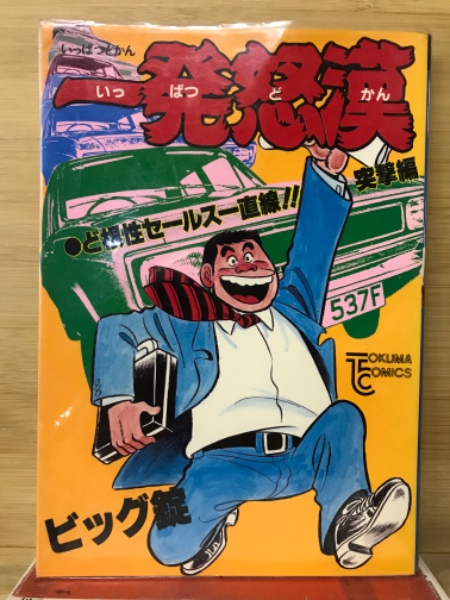 いっぱつどかん
一発怒漢
いっ ぱつ ど かん
突撃編
●ど根性セールス一直線!!
537F
TOKUMA
COMICS
ビッグ錠